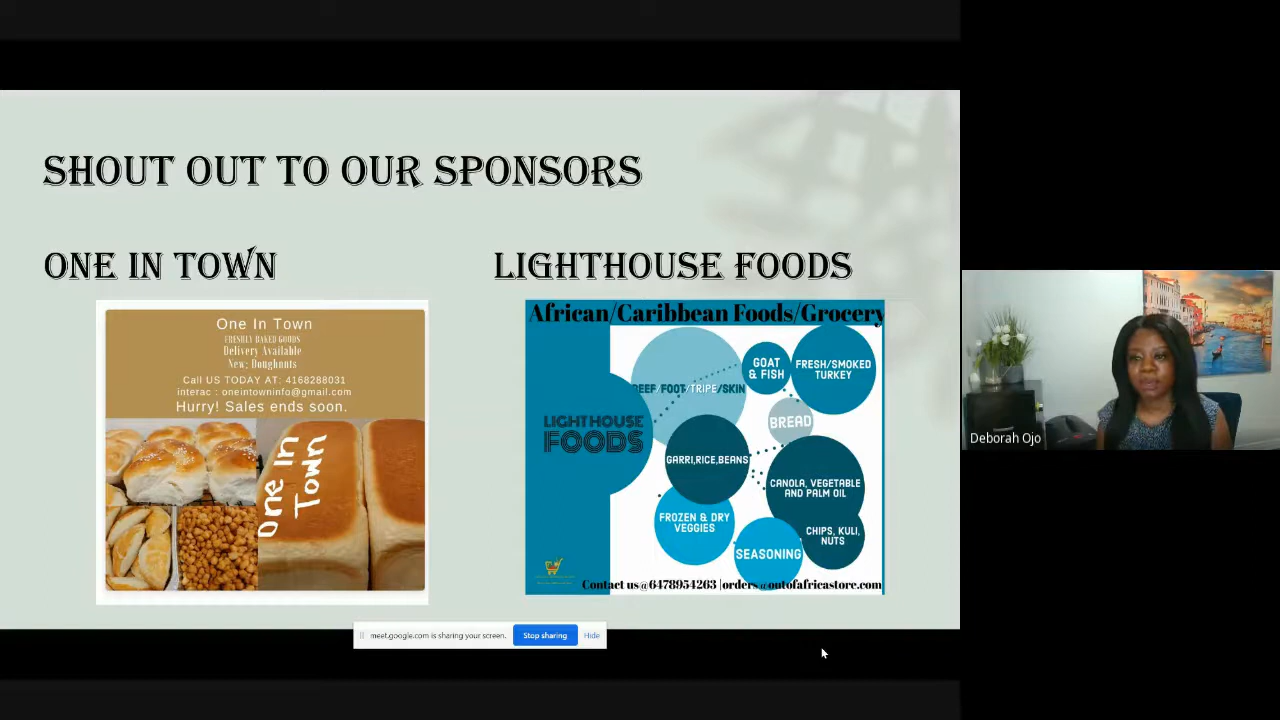 SHOUT OUT TO OUR SPONSORS
ONE IN TOWN
One In Town
FRESHLY BAKED GOODS
Delivery Available
New: Doughnuts
Call US TODAY AT: 4168288031
interac : oneintowninfo@gmail.com
Hurry! Sales ends soon.
One In
Town
LIGHTHOUSE FOODS
African/Caribbean Foods/Grocery
LIGHTHOUSE
FOODS
BEEF/FOOT/TRIPE/SKIN
GOAT
& FISH
FRESH/SMOKED
TURKEY
BREAD
GARRI,RICE,BEANS
CANOLA, VEGETABLE
AND PALM OIL
FROZEN & DRY
VEGGIES
CHIPS, KULI,
NUTS
SEASONING
Contact us@6478954263 |orders@outofafricastore.com
Deborah Ojo
meet.google.com is sharing your screen.
Stop sharing
Hide